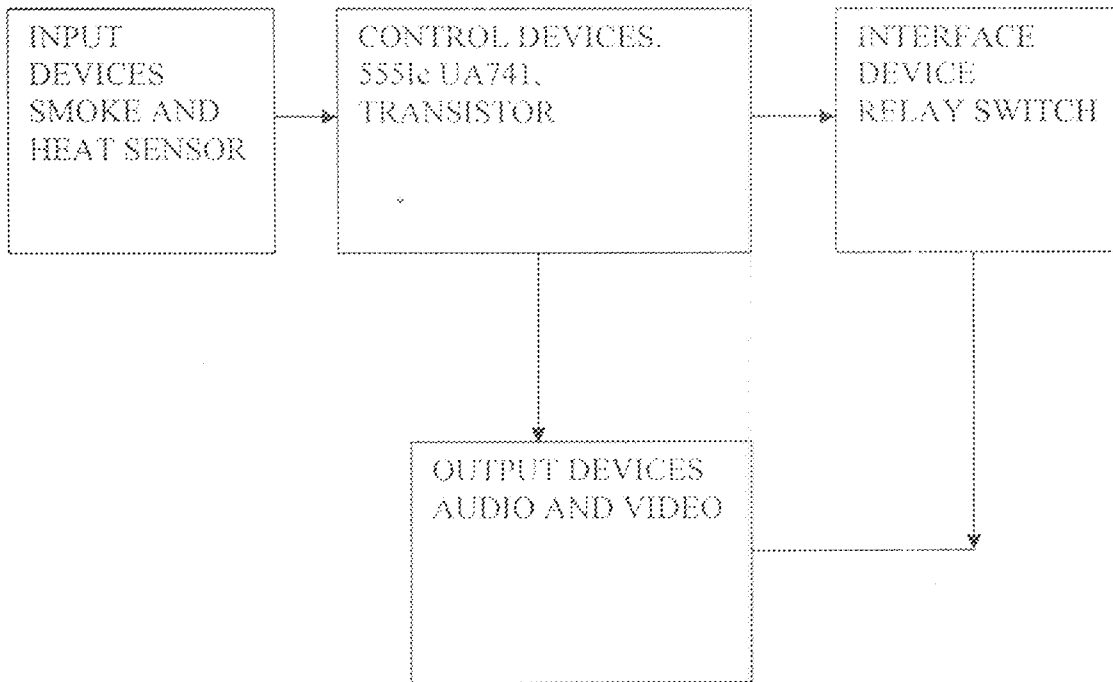 INPUT
DEVICES
SMOKE AND
HEAT SENSOR
CONTROL DEVICES.
555Ic UA741,
TRANSISTOR
INTERFACE
DEVICE
RELAY SWITCH
OUTPUT DEVICES
AUDIO AND VIDEO